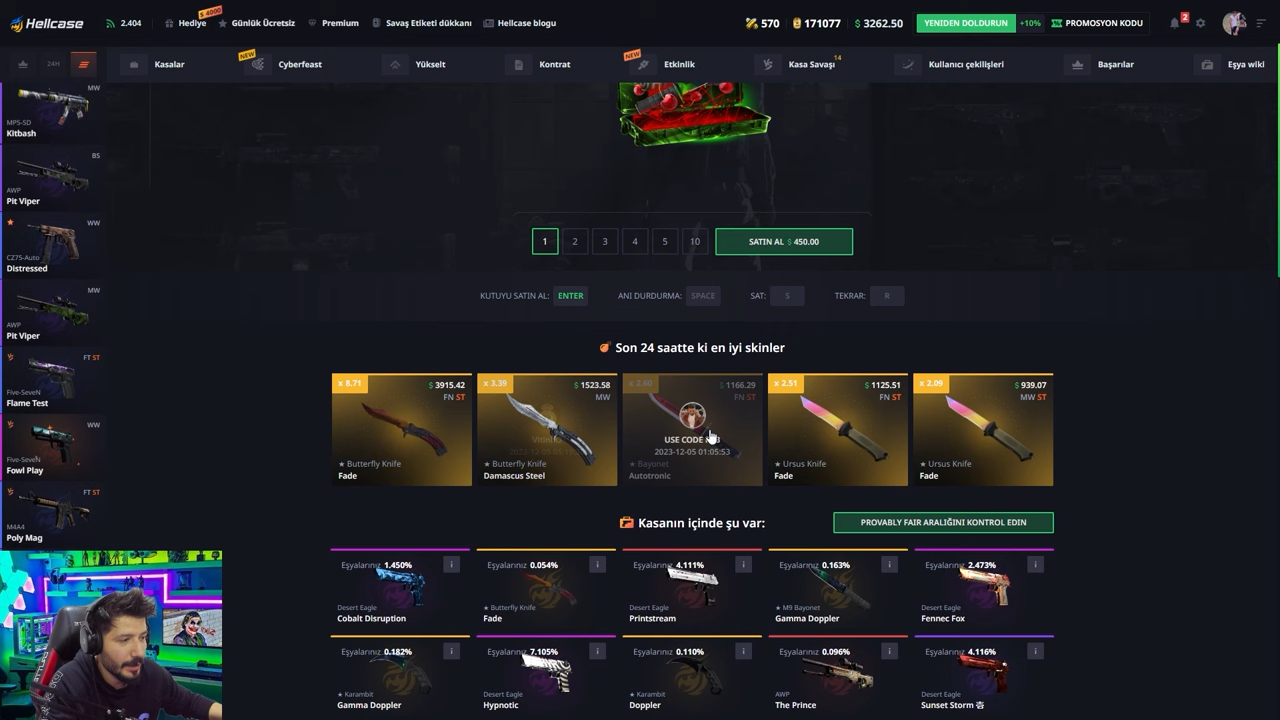 Hellcase
2.404
Hediye
$ 4000
Günlük Ücretsiz
Premium
Savaş Etiketi dükkanı
Hellcase blogu
570
171077
$ 3262.50
YENİDEN DOLDURUN
+10%
PROMOSYON KODU
2
24H
Kasalar
NEW
Cyberfeast
Yükselt
Kontrat
NEW
Etkinlik
Kasa Savaşı
14
Kullanıcı çekilişleri
Başarılar
Eşya wiki
MW
MP5-SD
Kitbash
BS
AWP
Pit Viper
WW
CZ75-Auto
Distressed
MW
AWP
Pit Viper
FT ST
Five-SeveN
Flame Test
WW
Five-SeveN
Fowl Play
FT ST
M4A4
Poly Mag
1
2
3
4
5
10
SATIN AL $ 450.00
KUTUYU SATIN AL: ENTER
ANI DURDURMA: SPACE
SAT: S
TEKRAR: R
Son 24 saatte ki en iyi skinler
x 8.71
$ 3915.42
FN ST
★ Butterfly Knife
Fade
x 3.39
$ 1523.58
MW
★ Butterfly Knife
Damascus Steel
x 2.60
$ 1166.29
FN ST
USE CODE
2023-12-05 01:05:53
★ Bayonet
Autotronic
x 2.51
$ 1125.51
FN ST
★ Ursus Knife
Fade
x 2.09
$ 939.07
MW ST
★ Ursus Knife
Fade
Kasanın içinde şu var:
PROVABLY FAIR ARALIĞINI KONTROL EDIN
Eşyalarınız 1.450%
i
Desert Eagle
Cobalt Disruption
Eşyalarınız 0.054%
i
★ Butterfly Knife
Fade
Eşyalarınız 4.111%
i
Desert Eagle
Printstream
Eşyalarınız 0.163%
i
★ M9 Bayonet
Gamma Doppler
Eşyalarınız 2.473%
i
Desert Eagle
Fennec Fox
Eşyalarınız 0.182%
i
★ Karambit
Gamma Doppler
Eşyalarınız 7.105%
i
Desert Eagle
Hypnotic
Eşyalarınız 0.110%
i
★ Karambit
Doppler
Eşyalarınız 0.096%
i
AWP
The Prince
Eşyalarınız 4.116%
i
Desert Eagle
Sunset Storm 壱